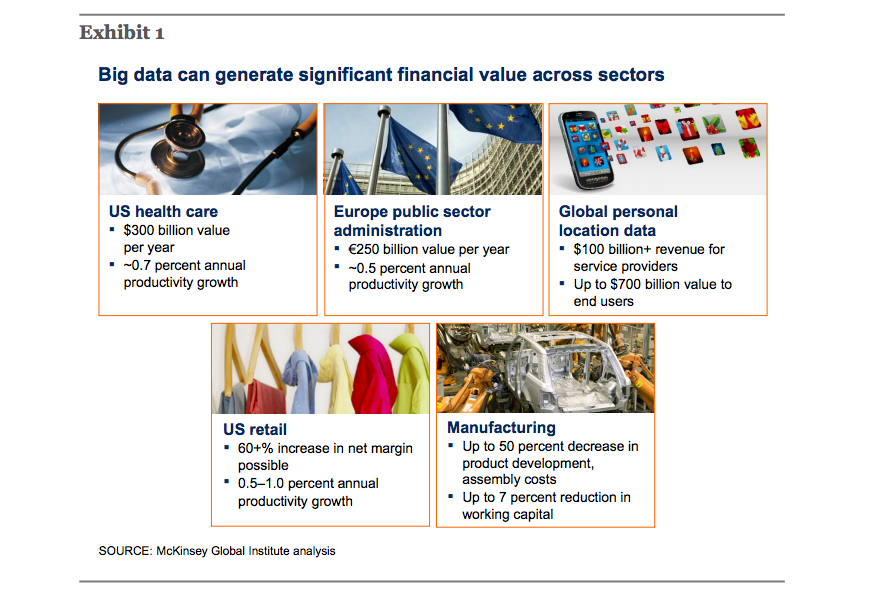 Exhibit 1
Big data can generate significant financial value across sectors
US health care
▪ $300 billion value
per year
▪ ~0.7 percent annual
productivity growth
Europe public sector
administration
▪ €250 billion value per year
▪ ~0.5 percent annual
productivity growth
Global personal
location data
▪ $100 billion+ revenue for
service providers
▪ Up to $700 billion value to
end users
US retail
▪ 60+% increase in net margin
possible
▪ 0.5–1.0 percent annual
productivity growth
Manufacturing
▪ Up to 50 percent decrease in
product development,
assembly costs
▪ Up to 7 percent reduction in
working capital
SOURCE: McKinsey Global Institute analysis